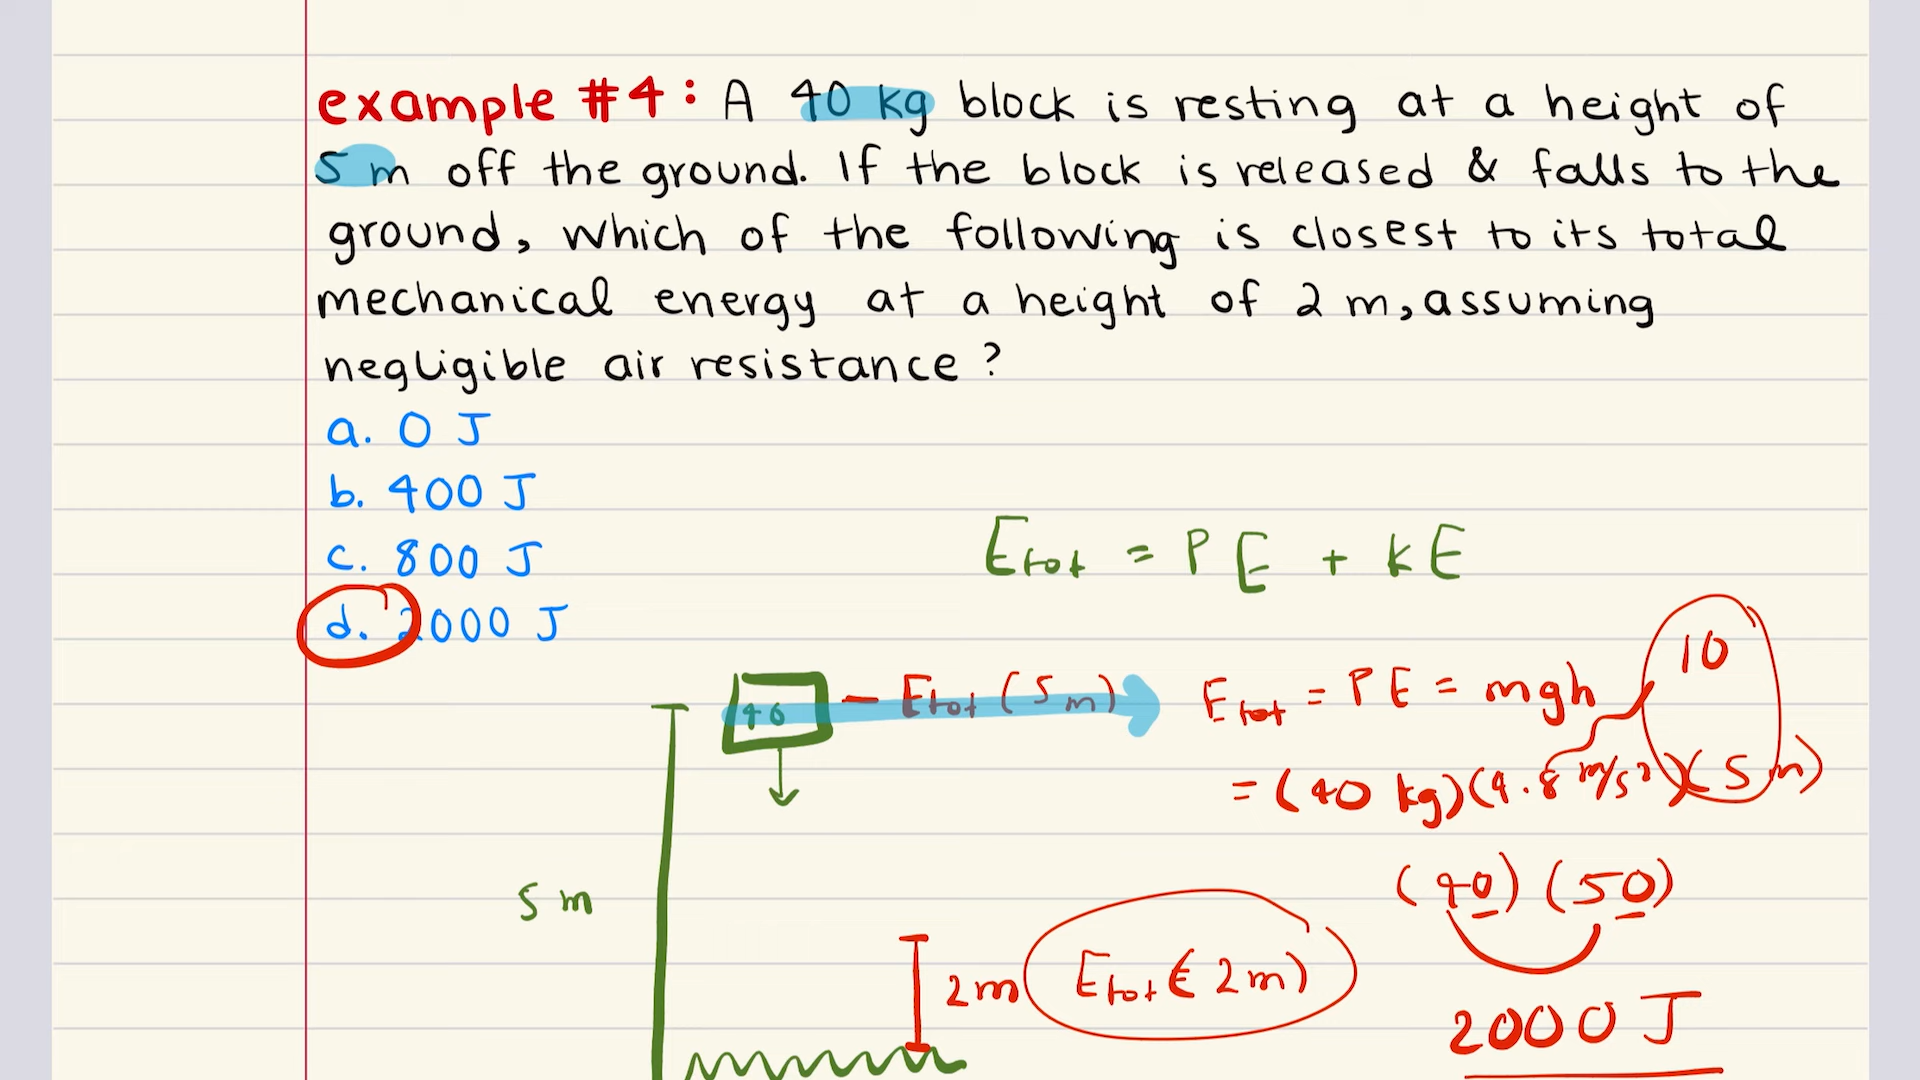 example #4: A 40 kg block is resting at a height of
5 m off the ground. If the block is released & falls to the
ground, which of the following is closest to its total
mechanical energy at a height of 2 m, assuming
negligible air resistance?
a. 0 J
b. 400 J
c. 800 J
d. 2000 J
Etot = PE + KE
40 - Etot (5 m)
Etot = PE = mgh
10
= (40 kg)(9.8 m/s²)(5 m)
(40) (50)
5 m
2m
Etot (2m)
2000 J